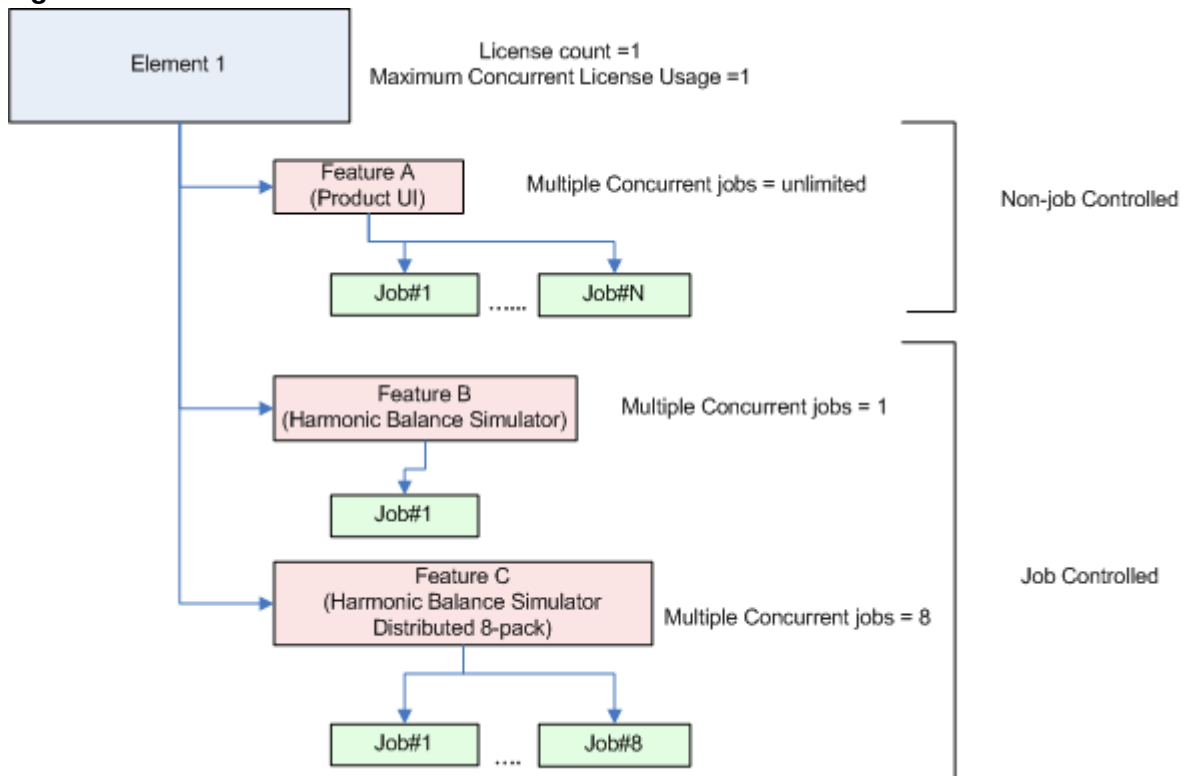 Element 1
License count =1
Maximum Concurrent License Usage =1
Feature A
(Product UI)
Multiple Concurrent jobs = unlimited
Non-job Controlled
Job#1
......
Job#N
Feature B
(Harmonic Balance Simulator)
Multiple Concurrent jobs = 1
Job#1
Feature C
(Harmonic Balance Simulator
Distributed 8-pack)
Multiple Concurrent jobs = 8
Job Controlled
Job#1
....
Job#8